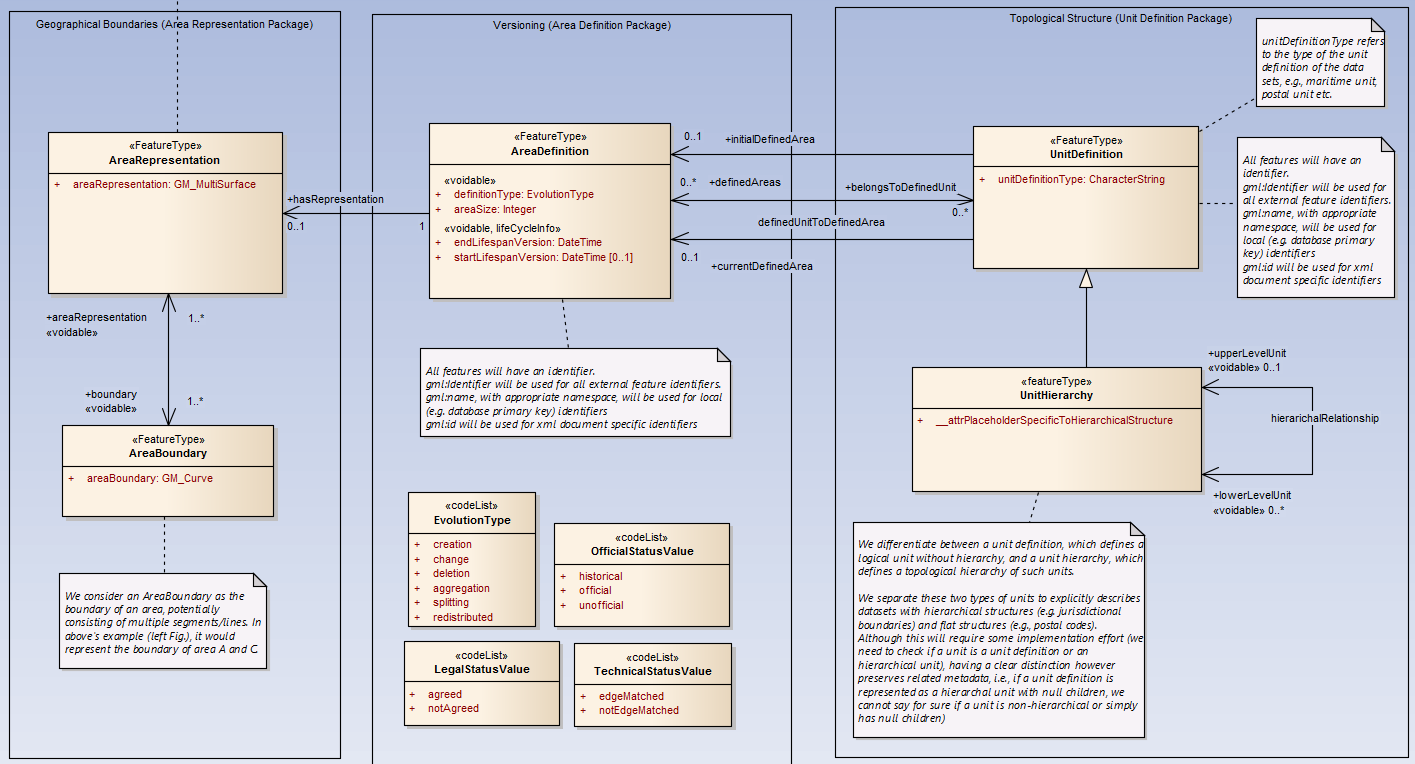 Geographical Boundaries (Area Representation Package)
«FeatureType»
AreaRepresentation
+ areaRepresentation: GM_MultiSurface
+hasRepresentation
0..1
1
+areaRepresentation
«voidable»
1..*
+boundary
«voidable»
1..*
«FeatureType»
AreaBoundary
+ areaBoundary: GM_Curve
We consider an AreaBoundary as the
boundary of an area, potentially
consisting of multiple segments/lines. In
above's example (left Fig.), it would
represent the boundary of area A and C.
Versioning (Area Definition Package)
«FeatureType»
AreaDefinition
«voidable»
+ definitionType: EvolutionType
+ areaSize: Integer
«voidable, lifeCycleInfo»
+ endLifespanVersion: DateTime
+ startLifespanVersion: DateTime [0..1]
All features will have an identifier.
gml:Identifier will be used for all external feature identifiers.
gml:name, with appropriate namespace, will be used for local
(e.g. database primary key) identifiers
gml:id will be used for xml document specific identifiers
«codeList»
EvolutionType
+ creation
+ change
+ deletion
+ aggregation
+ splitting
+ redistributed
«codeList»
OfficialStatusValue
+ historical
+ official
+ unofficial
«codeList»
LegalStatusValue
+ agreed
+ notAgreed
«codeList»
TechnicalStatusValue
+ edgeMatched
+ notEdgeMatched
0..1
+initialDefinedArea
0..*
+definedAreas
+belongsToDefinedUnit
0..*
definedUnitToDefinedArea
0..1
+currentDefinedArea
Topological Structure (Unit Definition Package)
unitDefinitionType refers
to the type of the unit
definition of the data
sets, e.g., maritime unit,
postal unit etc.
«FeatureType»
UnitDefinition
+ unitDefinitionType: CharacterString
All features will have an
identifier.
gml:Identifier will be used for
all external feature identifiers.
gml:name, with appropriate
namespace, will be used for
local (e.g. database primary
key) identifiers
gml:id will be used for xml
document specific identifiers
«featureType»
UnitHierarchy
+ __attrPlaceholderSpecificToHierarchicalStructure
+upperLevelUnit
«voidable» 0..1
hierarichalRelationship
+lowerLevelUnit
«voidable» 0..*
We differentiate between a unit definition, which defines a
logical unit without hierarchy, and a unit hierarchy, which
defines a topological hierarchy of such units.
We separate these two types of units to explicitly describes
datasets with hierarchical structures (e.g. jurisdictional
boundaries) and flat structures (e.g., postal codes).
Although this will require some implementation effort (we
need to check if a unit is a unit definition or an
hierarchical unit), having a clear distinction however
preserves related metadata, i.e., if a unit definition is
represented as a hierarchal unit with null children, we
cannot say for sure if a unit is non-hierarchical or simply
has null children)